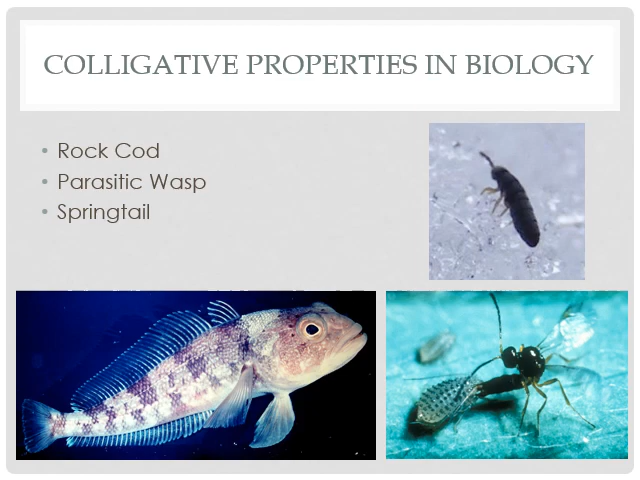 COLLIGATIVE PROPERTIES IN BIOLOGY
• Rock Cod
• Parasitic Wasp
• Springtail